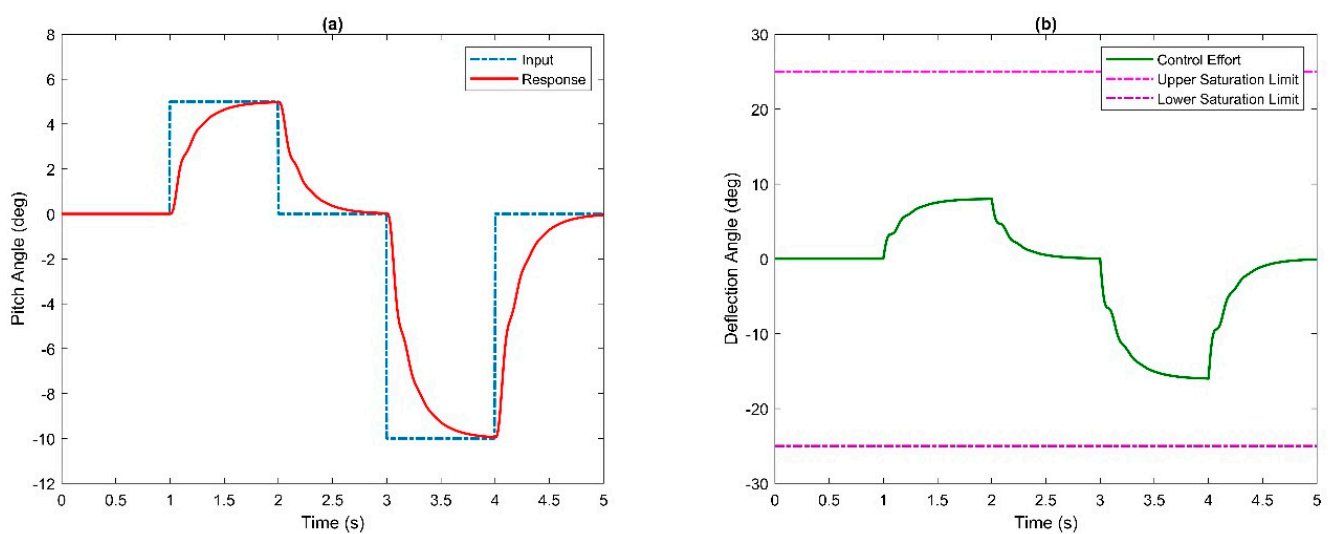 (a)
8
6
4
2
0
-2
-4
-6
-8
-10
-12
Pitch Angle (deg)
Input
Response
0 0.5 1 1.5 2 2.5 3 3.5 4 4.5 5
Time (s)
(b)
30
20
10
0
-10
-20
-30
Deflection Angle (deg)
Control Effort
Upper Saturation Limit
Lower Saturation Limit
0 0.5 1 1.5 2 2.5 3 3.5 4 4.5 5
Time (s)